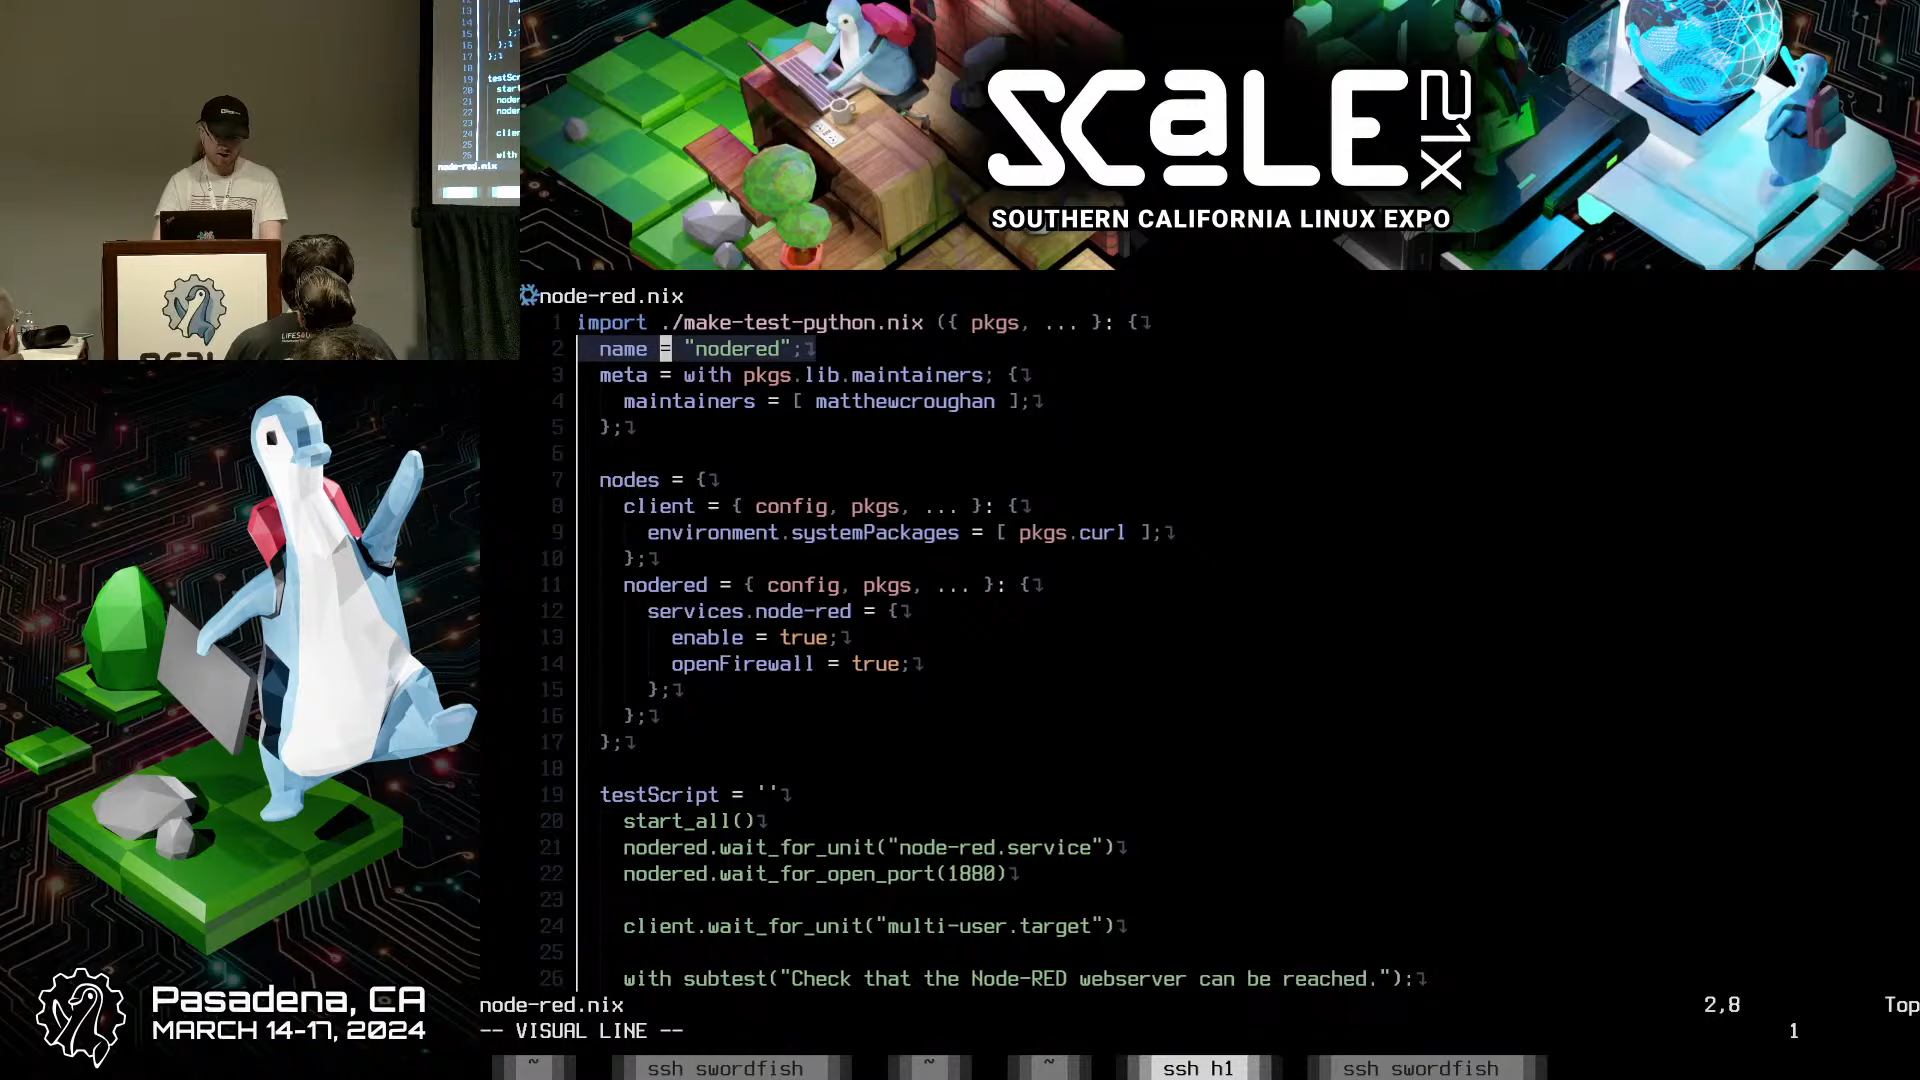 SCaLE 21X
SOUTHERN CALIFORNIA LINUX EXPO
node-red.nix
1 import ./make-test-python.nix ({ pkgs, ... }: {
2 name = "nodered";
3 meta = with pkgs.lib.maintainers; {
4 maintainers = [ matthewcroughan ];
5 };
6
7 nodes = {
8 client = { config, pkgs, ... }: {
9 environment.systemPackages = [ pkgs.curl ];
10 };
11 nodered = { config, pkgs, ... }: {
12 services.node-red = {
13 enable = true;
14 openFirewall = true;
15 };
16 };
17 };
18
19 testScript = ''
20 start_all()
21 nodered.wait_for_unit("node-red.service")
22 nodered.wait_for_open_port(1880)
23
24 client.wait_for_unit("multi-user.target")
25
26 with subtest("Check that the Node-RED webserver can be reached."):
node-red.nix 2,8 Top
-- VISUAL LINE -- 1
~ ssh swordfish ~ ~ ssh h1 ssh swordfish
Pasadena, CA
MARCH 14-17, 2024